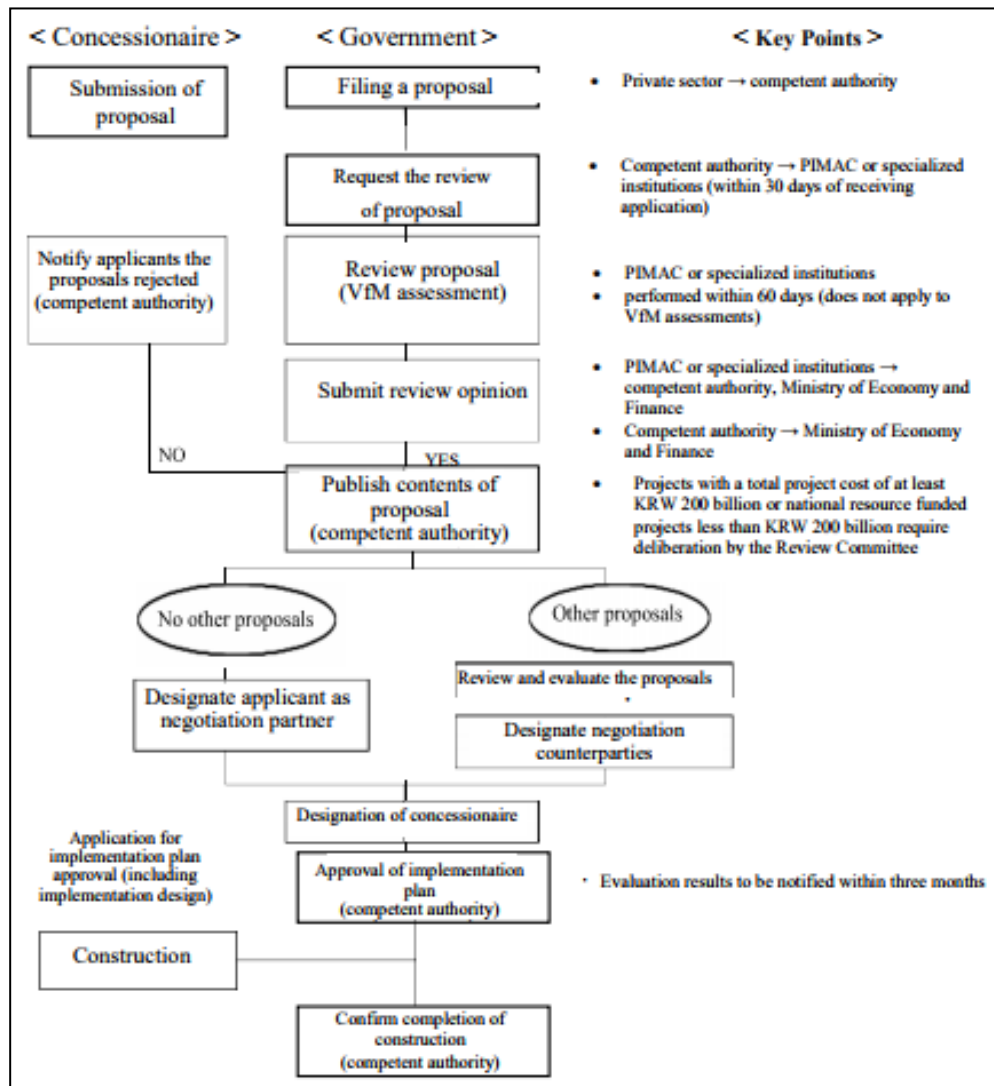 < Concessionaire >
< Government >
< Key Points >
Submission of
proposal
Filing a proposal
• Private sector → competent authority
Request the review
of proposal
• Competent authority → PIMAC or specialized
institutions (within 30 days of receiving
application)
Notify applicants the
proposals rejected
(competent authority)
Review proposal
(VfM assessment)
• PIMAC or specialized institutions
• performed within 60 days (does not apply to
VfM assessments)
Submit review opinion
• PIMAC or specialized institutions →
competent authority, Ministry of Economy and
Finance
• Competent authority → Ministry of Economy
and Finance
NO
YES
Publish contents of
proposal
(competent authority)
• Projects with a total project cost of at least
KRW 200 billion or national resource funded
projects less than KRW 200 billion require
deliberation by the Review Committee
No other proposals
Other proposals
Designate applicant as
negotiation partner
Review and evaluate the proposals
Designate negotiation
counterparties
Designation of concessionaire
Application for
implementation plan
approval (including
implementation design)
Approval of implementation
plan
(competent authority)
· Evaluation results to be notified within three months
Construction
Confirm completion of
construction
(competent authority)